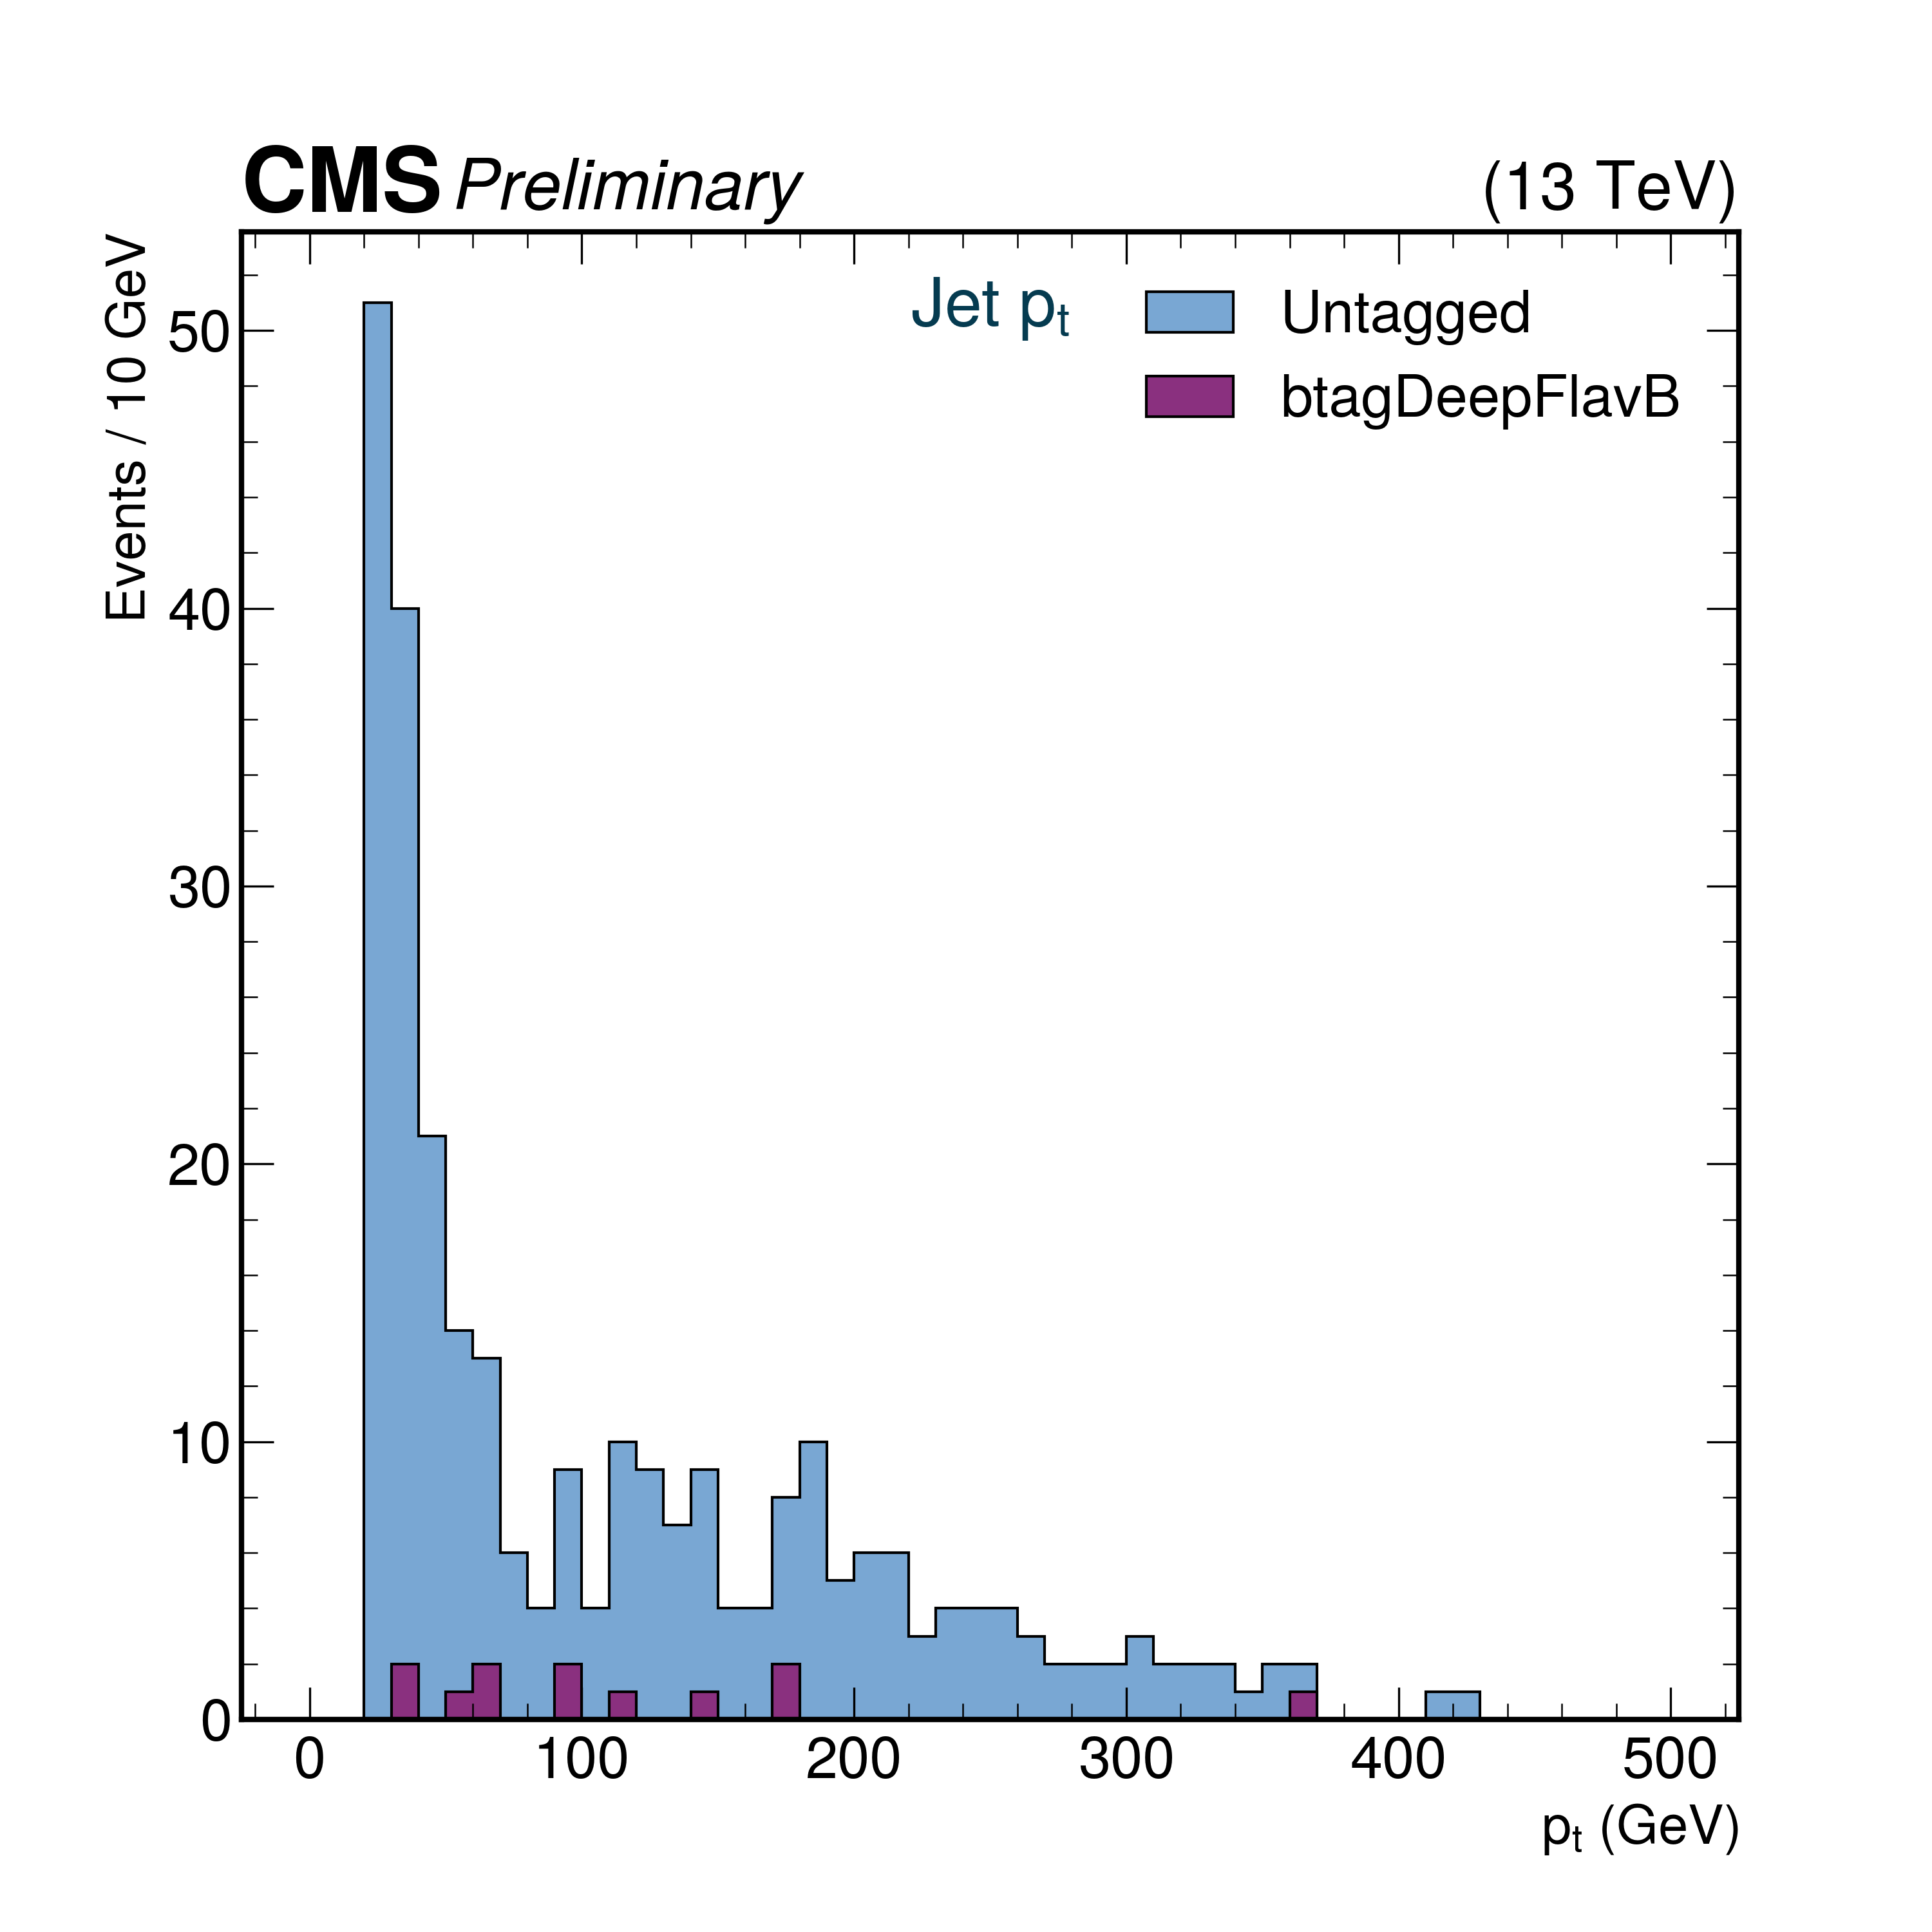 CMS Preliminary (13 TeV)
Events / 10 GeV
Jet pt
Untagged
btagDeepFlavB
50
40
30
20
10
0
0 100 200 300 400 500
pt (GeV)